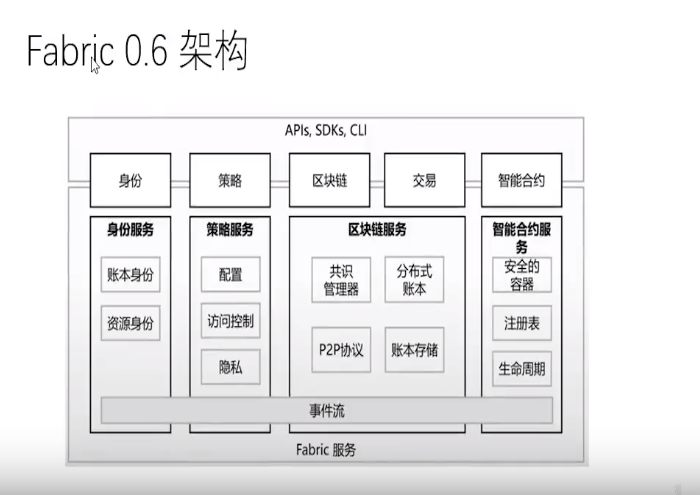 Fabric 0.6 架构
APIs, SDKs, CLI
身份
策略
区块链
交易
智能合约
身份服务
账本身份
资源身份
策略服务
配置
访问控制
隐私
区块链服务
共识
管理器
分布式
账本
P2P协议
账本存储
智能合约服
务
安全的
容器
注册表
生命周期
事件流
Fabric 服务